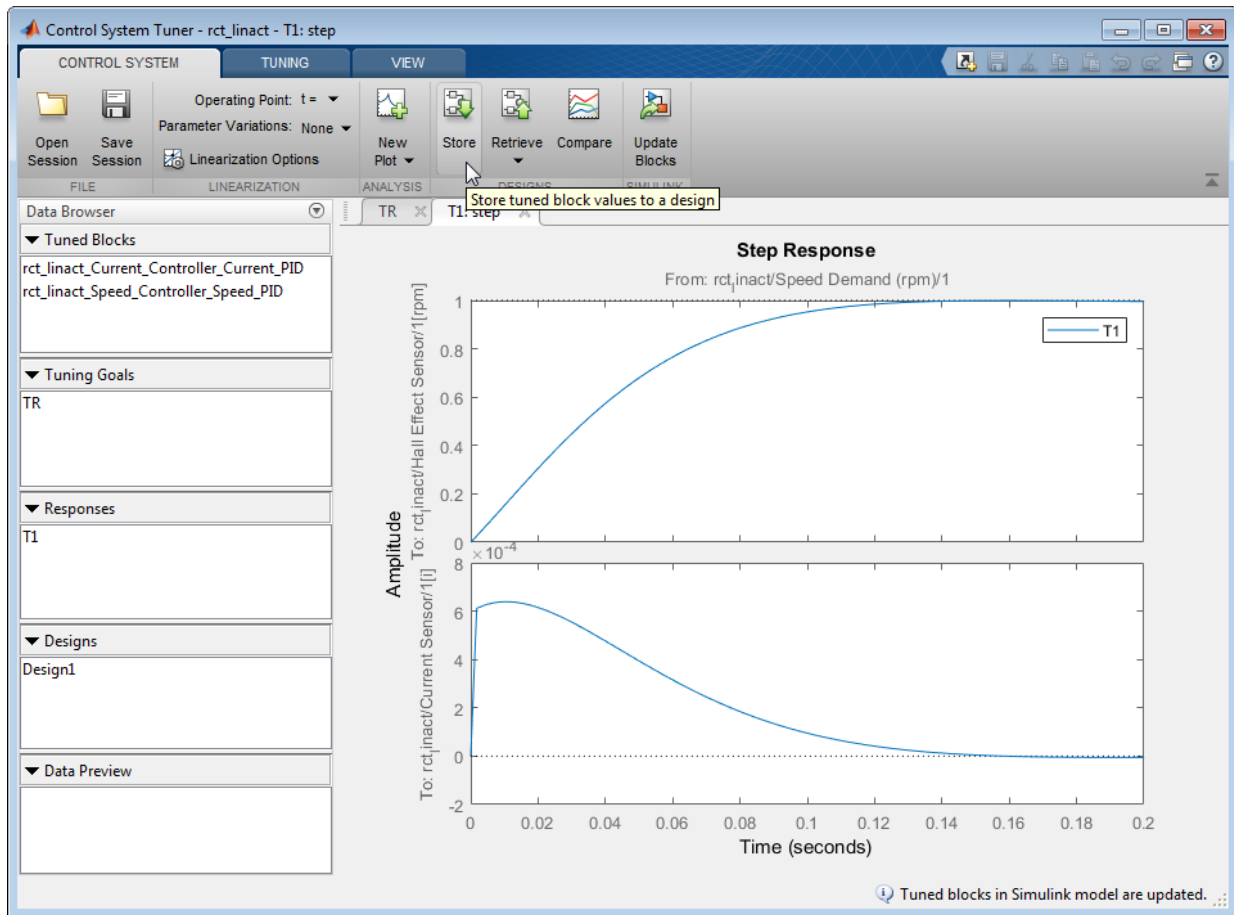 Control System Tuner - rct_linact - T1: step
CONTROL SYSTEM
TUNING
VIEW
Open Session
Save Session
Operating Point: t =
Parameter Variations: None
Linearization Options
New Plot
Store
Retrieve
Compare
Update Blocks
FILE
LINEARIZATION
ANALYSIS
DESIGNS
SIMULINK
Store tuned block values to a design
Data Browser
TR
T1: step
Tuned Blocks
rct_linact_Current_Controller_Current_PID
rct_linact_Speed_Controller_Speed_PID
Tuning Goals
TR
Responses
T1
Designs
Design1
Data Preview
Step Response
From: rct_linact/Speed Demand (rpm)/1
To: rct_linact/Hall Effect Sensor/1[rpm]
1
0.8
0.6
0.4
0.2
0
T1
Amplitude
To: rct_linact/Current Sensor/1[i]
×10-4
8
6
4
2
0
-2
0 0.02 0.04 0.06 0.08 0.1 0.12 0.14 0.16 0.18 0.2
Time (seconds)
Tuned blocks in Simulink model are updated.